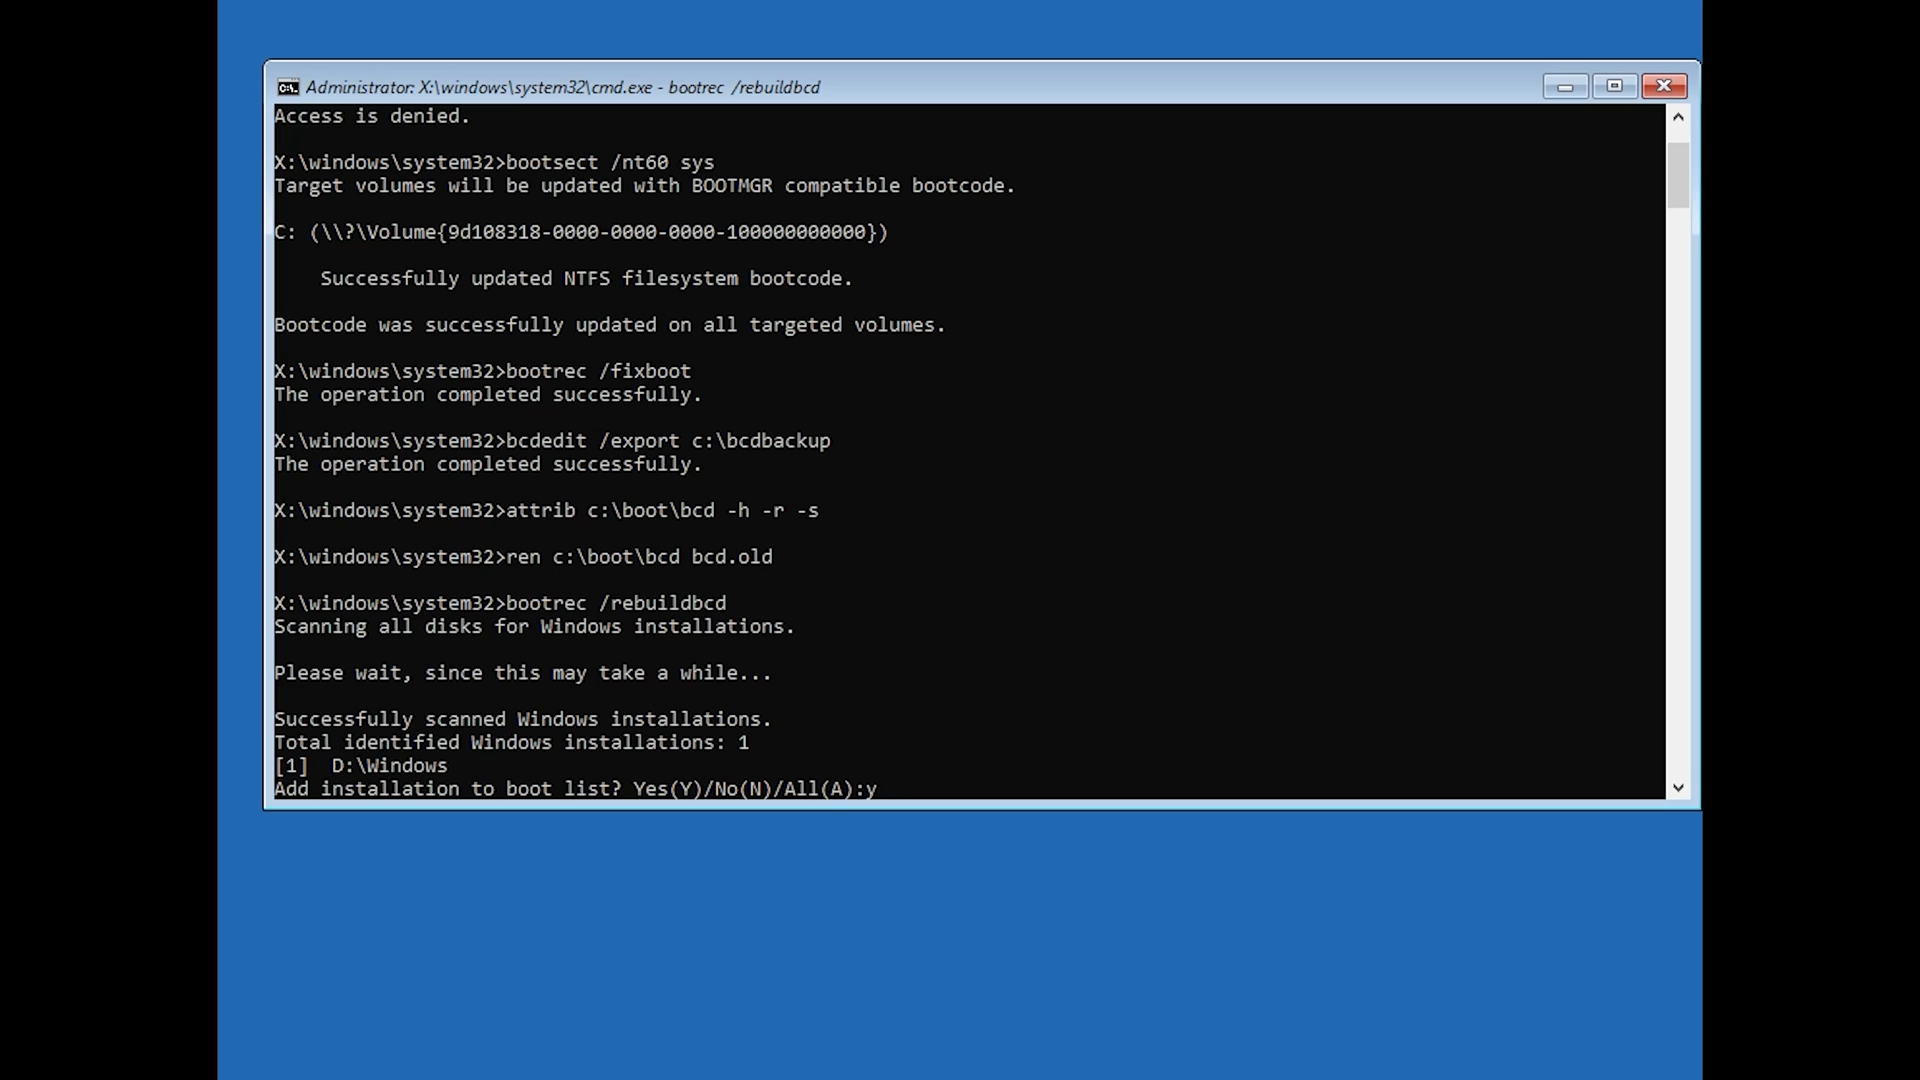 Administrator: X:\windows\system32\cmd.exe - bootrec /rebuildbcd
Access is denied.
X:\windows\system32>bootsect /nt60 sys
Target volumes will be updated with BOOTMGR compatible bootcode.
C: (\\?\Volume{9d108318-0000-0000-0000-100000000000})
Successfully updated NTFS filesystem bootcode.
Bootcode was successfully updated on all targeted volumes.
X:\windows\system32>bootrec /fixboot
The operation completed successfully.
X:\windows\system32>bcdedit /export c:\bcdbackup
The operation completed successfully.
X:\windows\system32>attrib c:\boot\bcd -h -r -s
X:\windows\system32>ren c:\boot\bcd bcd.old
X:\windows\system32>bootrec /rebuildbcd
Scanning all disks for Windows installations.
Please wait, since this may take a while...
Successfully scanned Windows installations.
Total identified Windows installations: 1
[1]  D:\Windows
Add installation to boot list? Yes(Y)/No(N)/All(A):y